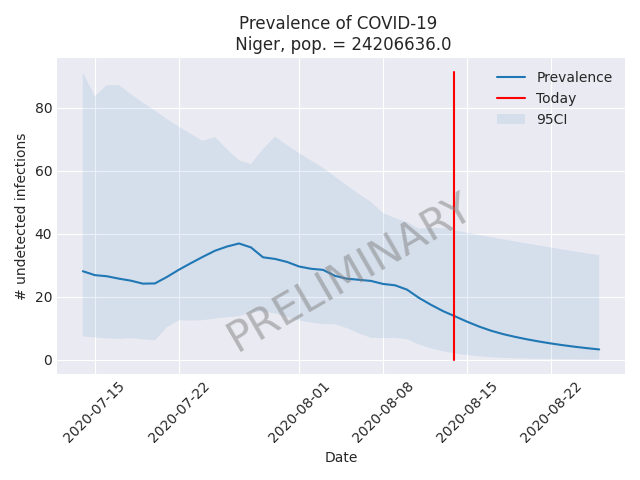 Prevalence of COVID-19
Niger, pop. = 24206636.0
Prevalence
Today
95CI
PRELIMINARY
# undetected infections
80
60
40
20
0
2020-07-15
2020-07-22
2020-08-01
2020-08-08
2020-08-15
2020-08-22
Date